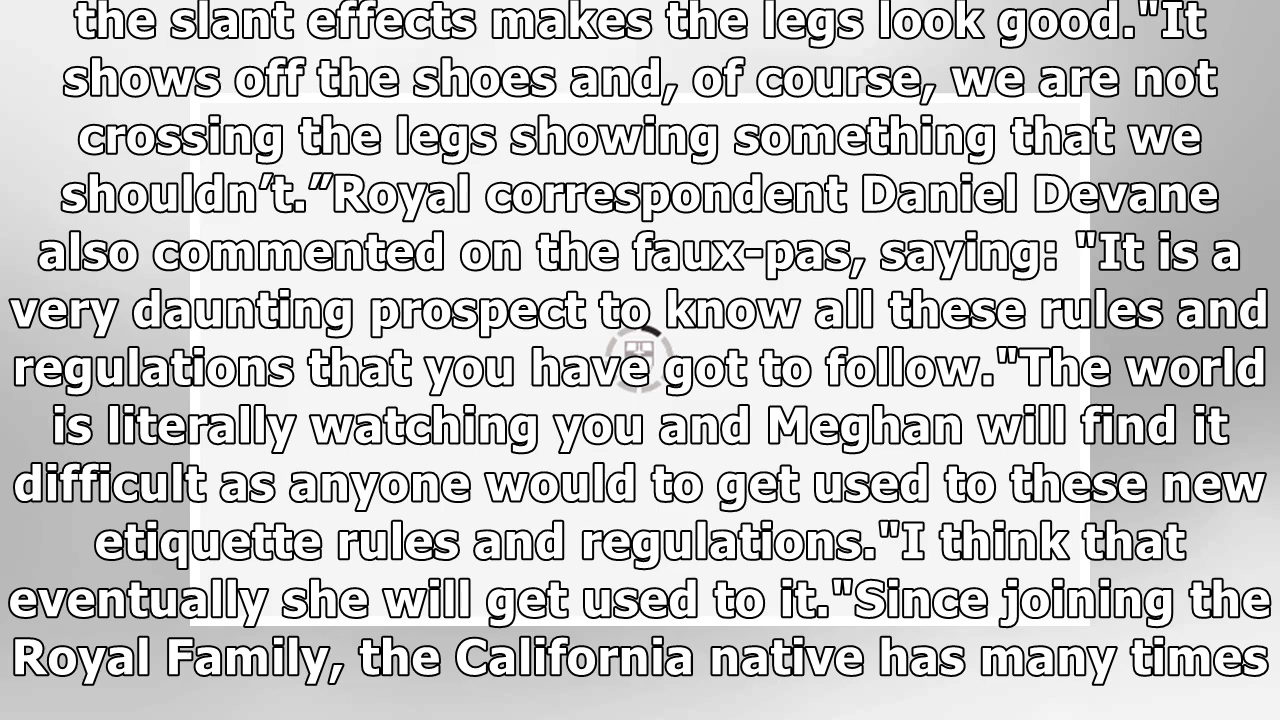 the slant effects makes the legs look good."It
shows off the shoes and, of course, we are not
crossing the legs showing something that we
shouldn’t.”Royal correspondent Daniel Devane
also commented on the faux-pas, saying: "It is a
very daunting prospect to know all these rules and
regulations that you have got to follow."The world
is literally watching you and Meghan will find it
difficult as anyone would to get used to these new
etiquette rules and regulations."I think that
eventually she will get used to it."Since joining the
Royal Family, the California native has many times